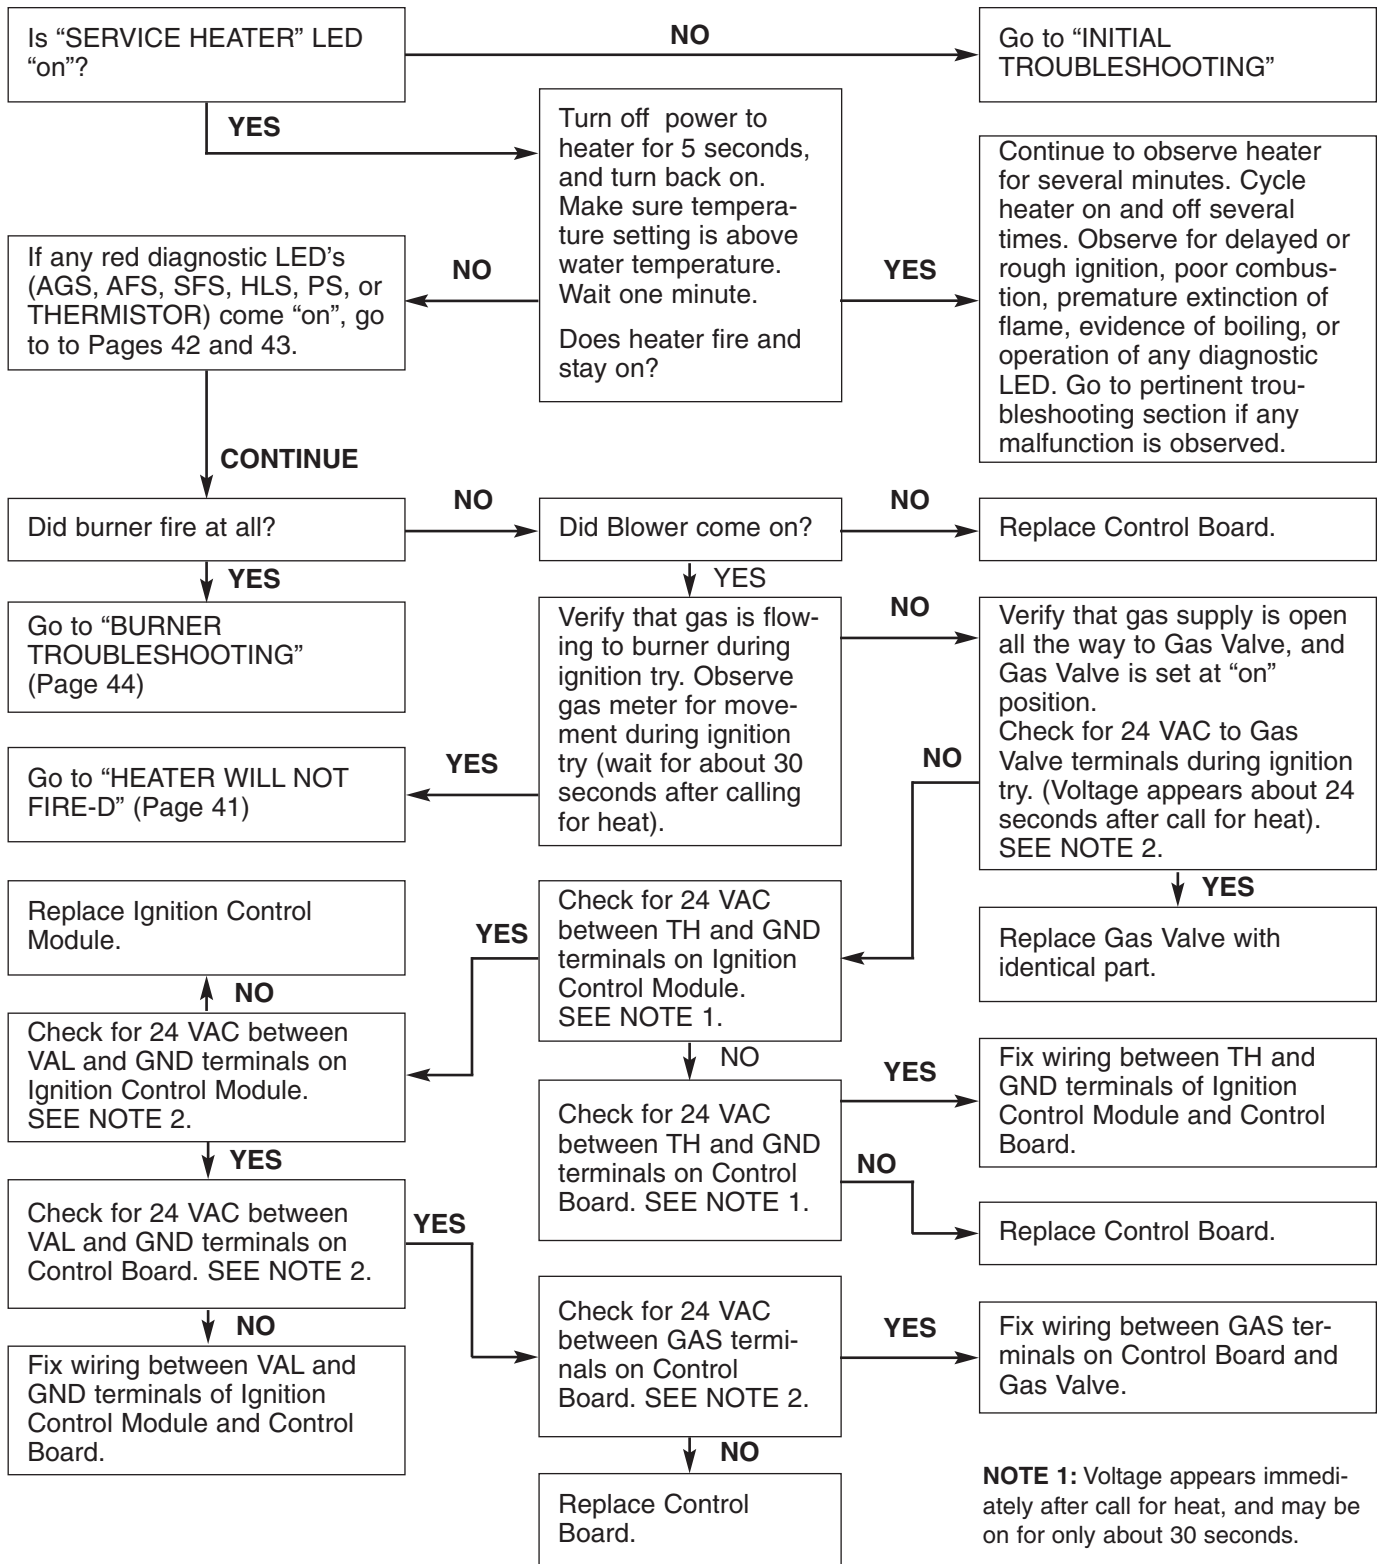 Is “SERVICE HEATER” LED
“on”?
NO
Go to “INITIAL
TROUBLESHOOTING”
YES
Turn off  power to
heater for 5 seconds,
and turn back on.
Make sure tempera-
ture setting is above
water temperature.
Wait one minute.
Does heater fire and
stay on?
YES
Continue to observe heater
for several minutes. Cycle
heater on and off several
times. Observe for delayed or
rough ignition, poor combus-
tion, premature extinction of
flame, evidence of boiling, or
operation of any diagnostic
LED. Go to pertinent trou-
bleshooting section if any
malfunction is observed.
NO
If any red diagnostic LED’s
(AGS, AFS, SFS, HLS, PS, or
THERMISTOR) come “on”, go
to to Pages 42 and 43.
CONTINUE
Did burner fire at all?
NO
Did Blower come on?
NO
Replace Control Board.
YES
Go to “BURNER
TROUBLESHOOTING”
(Page 44)
YES
Verify that gas is flow-
ing to burner during
ignition try. Observe
gas meter for move-
ment during ignition
try (wait for about 30
seconds after calling
for heat).
NO
Verify that gas supply is open
all the way to Gas Valve, and
Gas Valve is set at “on”
position.
Check for 24 VAC to Gas
Valve terminals during ignition
try. (Voltage appears about 24
seconds after call for heat).
SEE NOTE 2.
YES
Go to “HEATER WILL NOT
FIRE-D” (Page 41)
NO
YES
Replace Gas Valve with
identical part.
Check for 24 VAC
between TH and GND
terminals on Ignition
Control Module.
SEE NOTE 1.
YES
Replace Ignition Control
Module.
NO
Check for 24 VAC between
VAL and GND terminals on
Ignition Control Module.
SEE NOTE 2.
NO
Check for 24 VAC
between TH and GND
terminals on Control
Board. SEE NOTE 1.
YES
Fix wiring between TH and
GND terminals of Ignition
Control Module and Control
Board.
NO
Replace Control Board.
YES
Check for 24 VAC between
VAL and GND terminals on
Control Board. SEE NOTE 2.
YES
Check for 24 VAC
between GAS termi-
nals on Control
Board. SEE NOTE 2.
YES
Fix wiring between GAS ter-
minals on Control Board and
Gas Valve.
NO
Fix wiring between VAL and
GND terminals of Ignition
Control Module and Control
Board.
NO
Replace Control
Board.
NOTE 1: Voltage appears immedi-
ately after call for heat, and may be
on for only about 30 seconds.